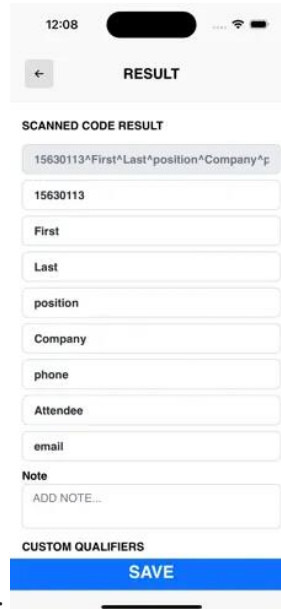 12:08
←
RESULT
SCANNED CODE RESULT
15630113^First^Last^position^Company^p
15630113
First
Last
position
Company
phone
Attendee
email
Note
ADD NOTE...
CUSTOM QUALIFIERS
SAVE